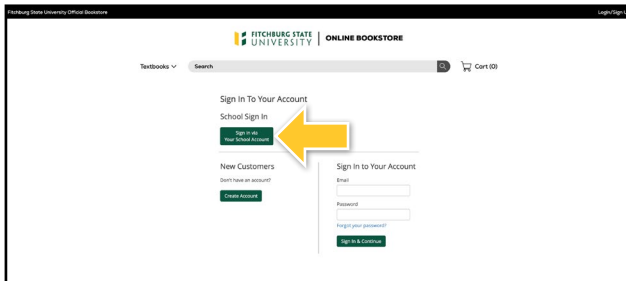 Fitchburg State University Official Bookstore
Login/Sign U
FITCHBURG STATE
UNIVERSITY
ONLINE BOOKSTORE
Textbooks
Search
Cart (0)
Sign In To Your Account
School Sign In
Sign in via
Your School Account
New Customers
Don't have an account?
Create Account
Sign In to Your Account
Email
Password
Forgot your password?
Sign In & Continue